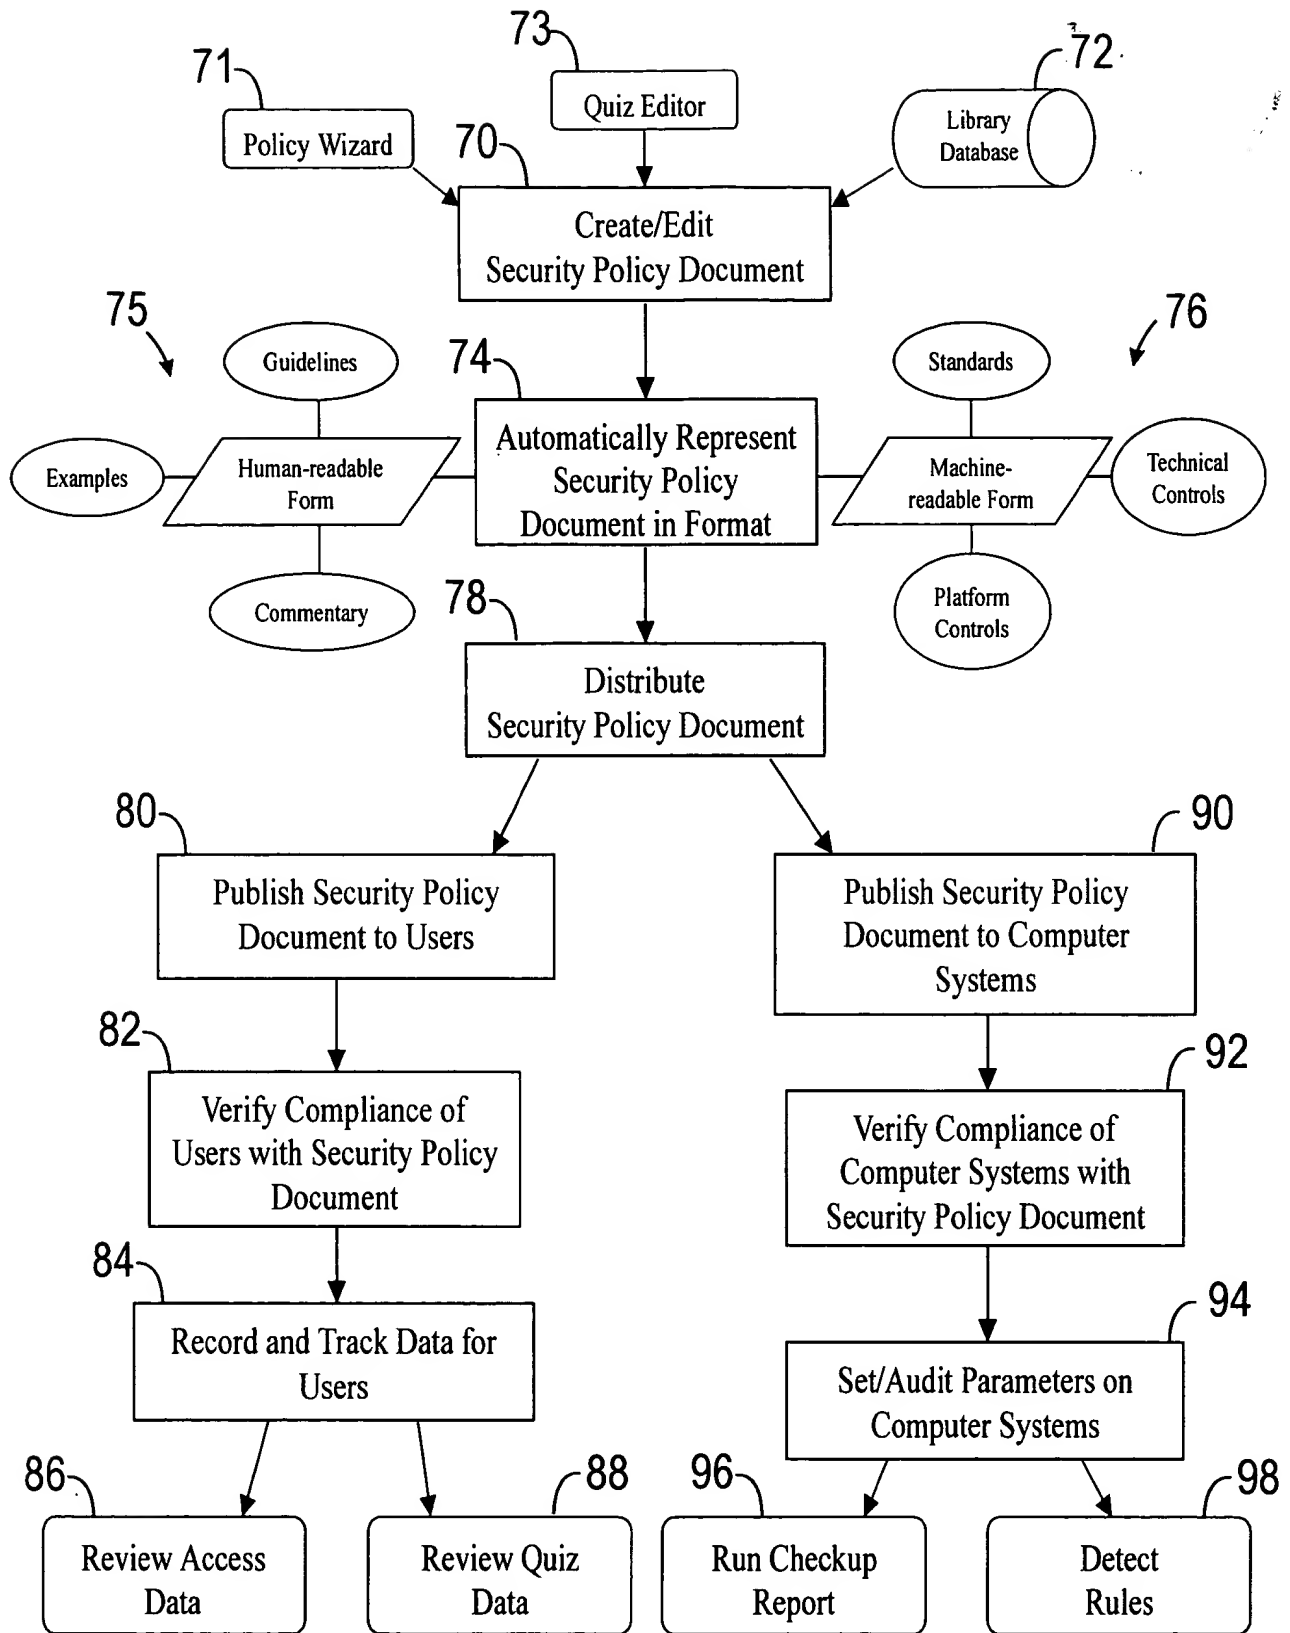 73
71
72
Quiz Editor
Library
Database
Policy Wizard
70
Create/Edit
Security Policy Document
75
76
74
Guidelines
Standards
Automatically Represent
Security Policy
Document in Format
Examples
Human-readable
Form
Machine-
readable Form
Technical
Controls
Commentary
Platform
Controls
78
Distribute
Security Policy Document
80
90
Publish Security Policy
Document to Users
Publish Security Policy
Document to Computer
Systems
82
92
Verify Compliance of
Users with Security Policy
Document
Verify Compliance of
Computer Systems with
Security Policy Document
84
94
Record and Track Data for
Users
Set/Audit Parameters on
Computer Systems
86
88
96
98
Review Access
Data
Review Quiz
Data
Run Checkup
Report
Detect
Rules